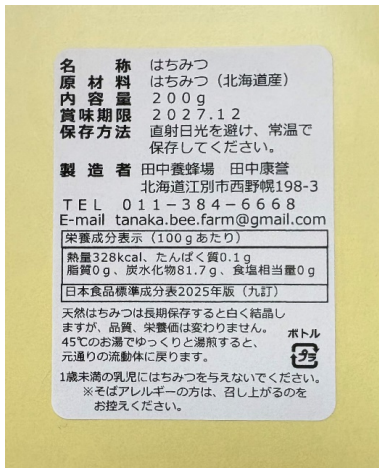 名　　称　はちみつ
原 材 料　はちみつ（北海道産）
内 容 量　２００ｇ
賞味期限　２０２７.１２
保存方法　直射日光を避け、常温で
保存してください。
製 造 者　田中養蜂場　田中康誉
北海道江別市西野幌198-3
ＴＥＬ　０１１－３８４－６６６８
E-mail　tanaka.bee.farm@gmail.com
栄養成分表示（100ｇあたり）
熱量328kcal、たんぱく質0.1ｇ
脂質0ｇ、炭水化物81.7ｇ、食塩相当量0ｇ
日本食品標準成分表2025年版（九訂）
天然はちみつは長期保存すると白く結晶し
ますが、品質、栄養価は変わりません。
45℃のお湯でゆっくりと湯煎すると、
元通りの流動体に戻ります。
ボトル
プラ
1歳未満の乳児にはちみつを与えないでください。
※そばアレルギーの方は、召し上がるのを
お控えください。